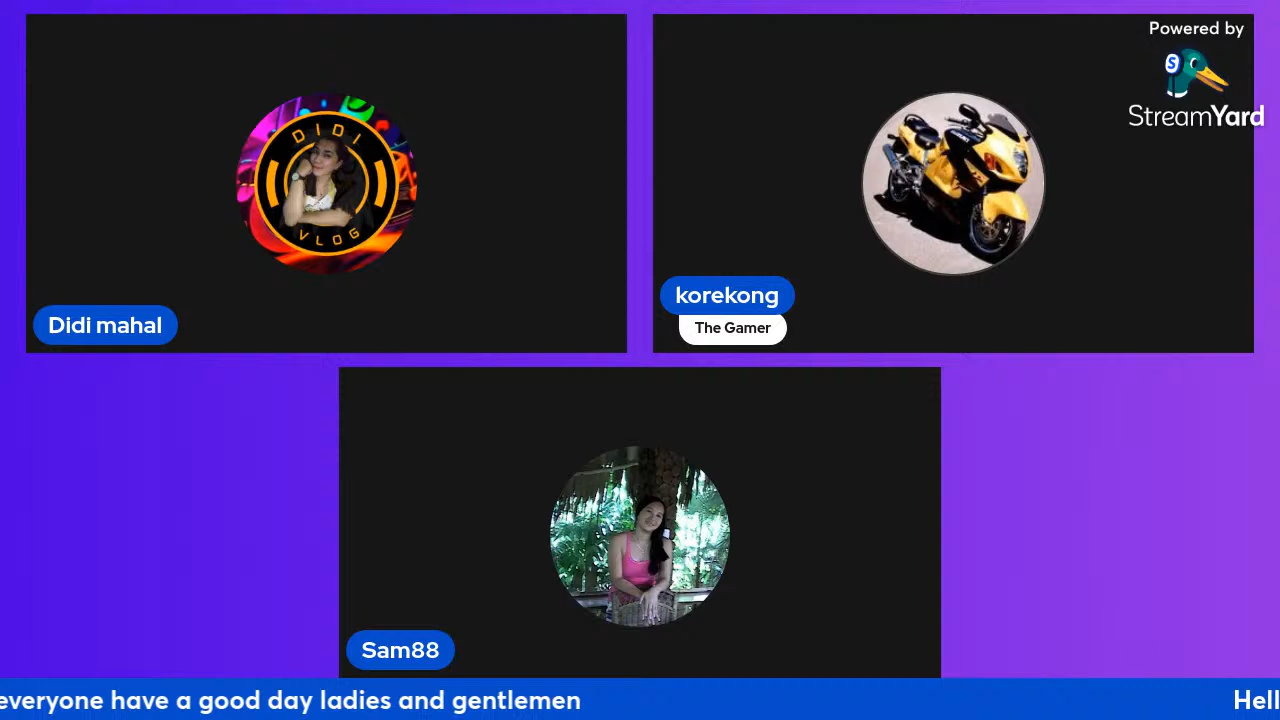 Powered by
StreamYard
S
DIDI
VLOG
Didi mahal
korekong
The Gamer
Sam88
everyone have a good day ladies and gentlemen
Hell